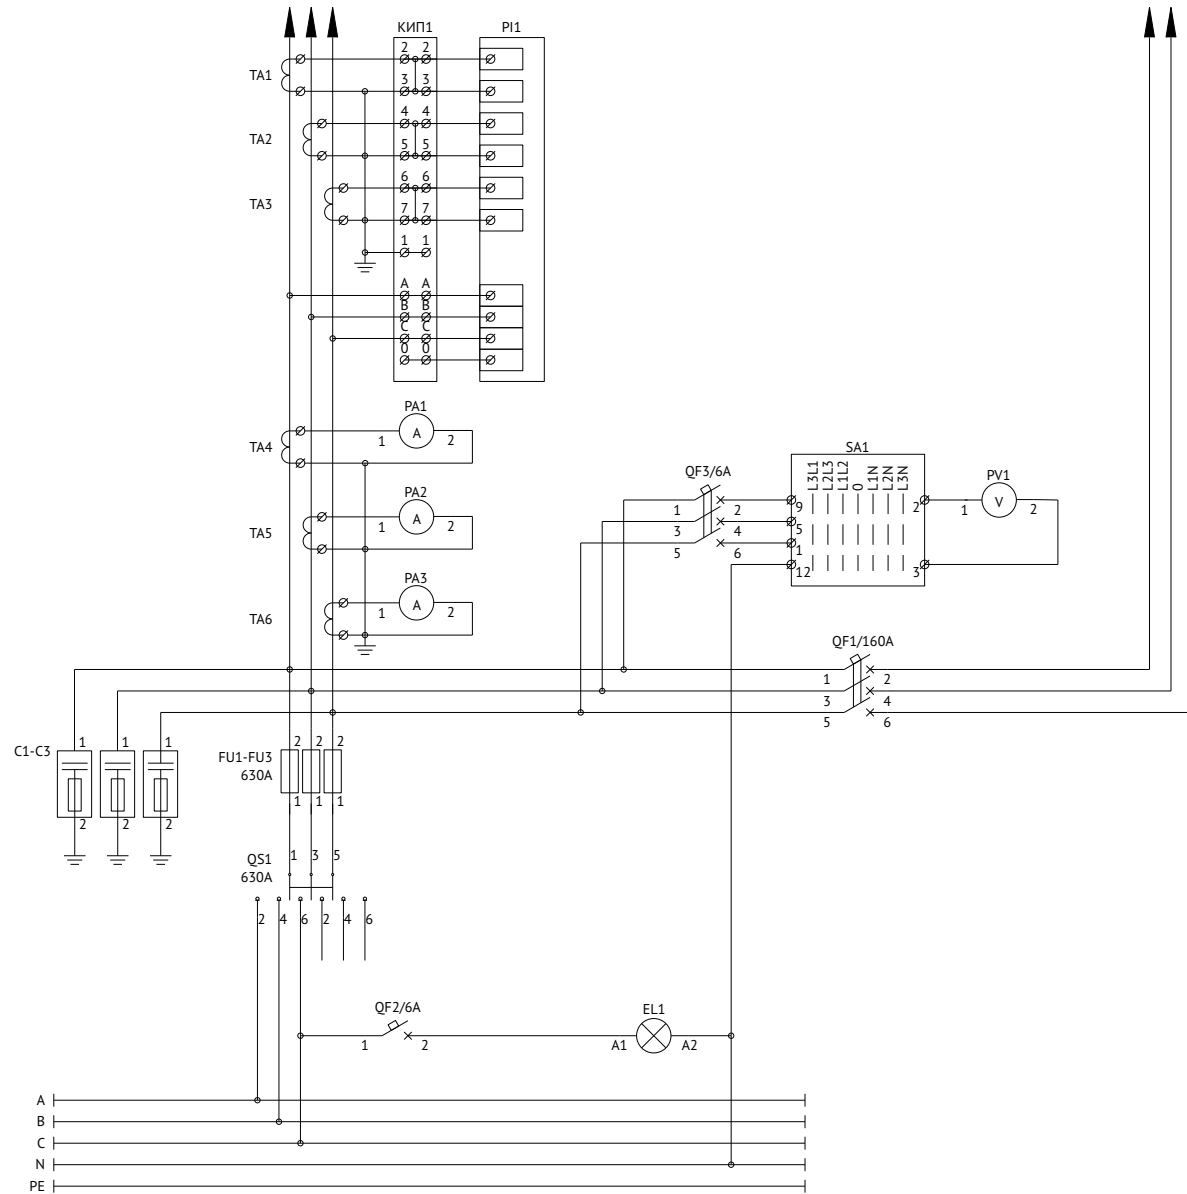 КИП1
PI1
2 2
TA1
3 3
4 4
TA2
5 5
6 6
TA3
7 7
1 1
A A
B B
C C
0 0
PA1
1 A 2
TA4
PA2
1 A 2
TA5
PA3
1 A 2
TA6
SA1
L3L1
L2L3
L1L2
0
L1N
L2N
L3N
QF3/6A
1 2
3 4
5 6
9
5
1
12
2
3
PV1
1 V 2
QF1/160A
1 2
3 4
5 6
C1-C3
1 1 1
2 2 2
FU1-FU3
630A
2 2 2
1 1 1
QS1
630A
1 3 5
2 4 6 2 4 6
QF2/6A
1 2
EL1
A1 A2
A
B
C
N
PE